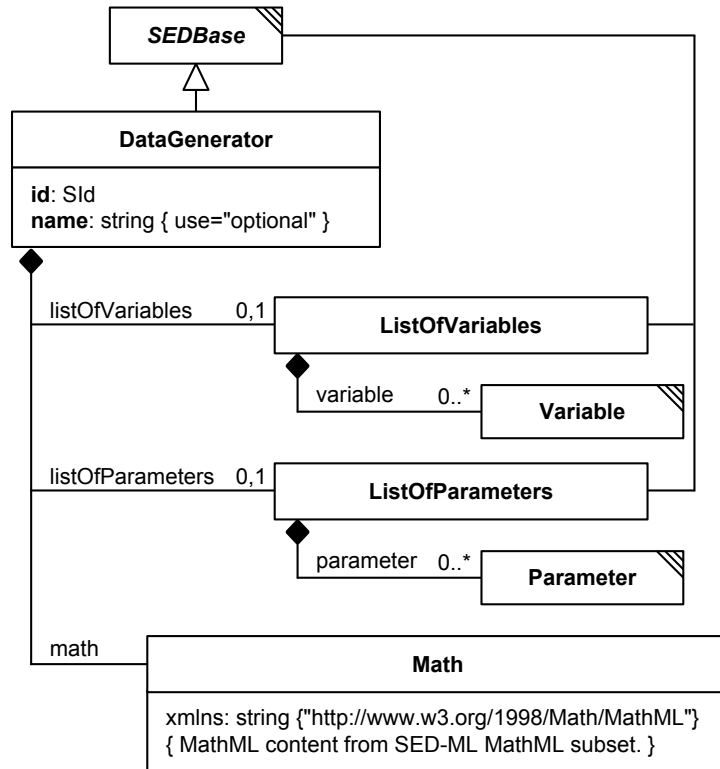 SEDBase
DataGenerator
id: SId
name: string { use="optional" }
listOfVariables 0,1
ListOfVariables
variable 0..*
Variable
listOfParameters 0,1
ListOfParameters
parameter 0..*
Parameter
math
Math
xmlns: string {"http://www.w3.org/1998/Math/MathML"}
{ MathML content from SED-ML MathML subset. }